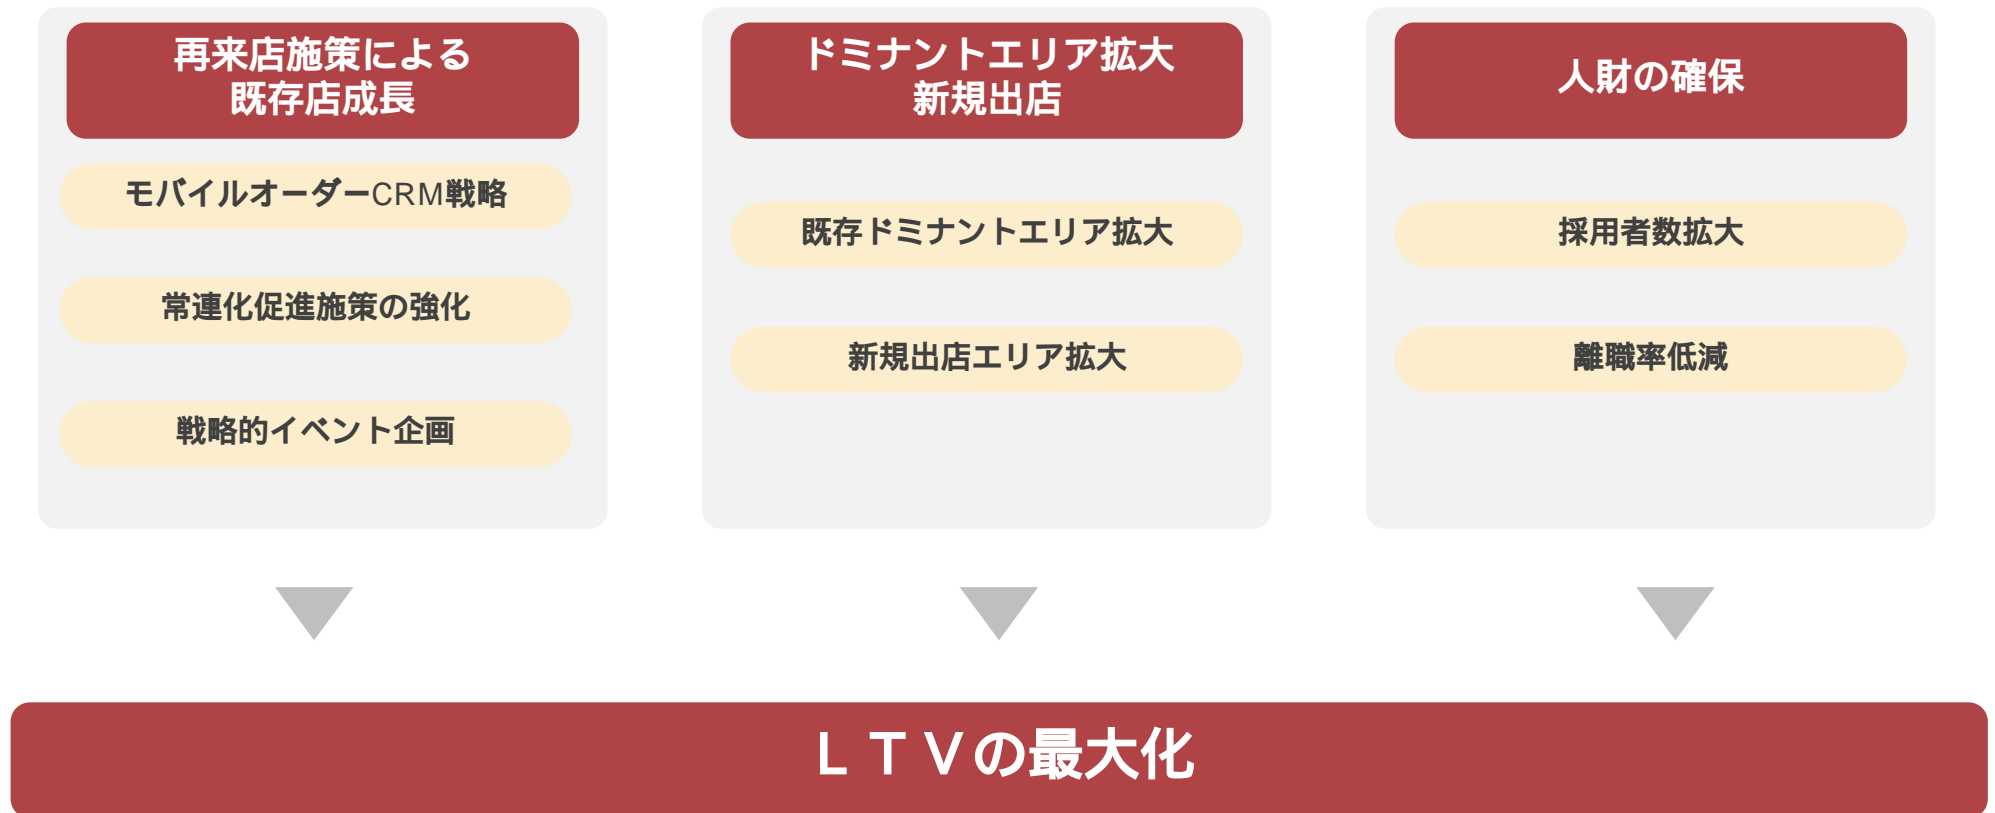 再来店施策による
既存店成長
モバイルオーダーCRM戦略
常連化促進施策の強化
戦略的イベント企画
ドミナントエリア拡大
新規出店
既存ドミナントエリア拡大
新規出店エリア拡大
人財の確保
採用者数拡大
離職率低減
ＬＴＶの最大化